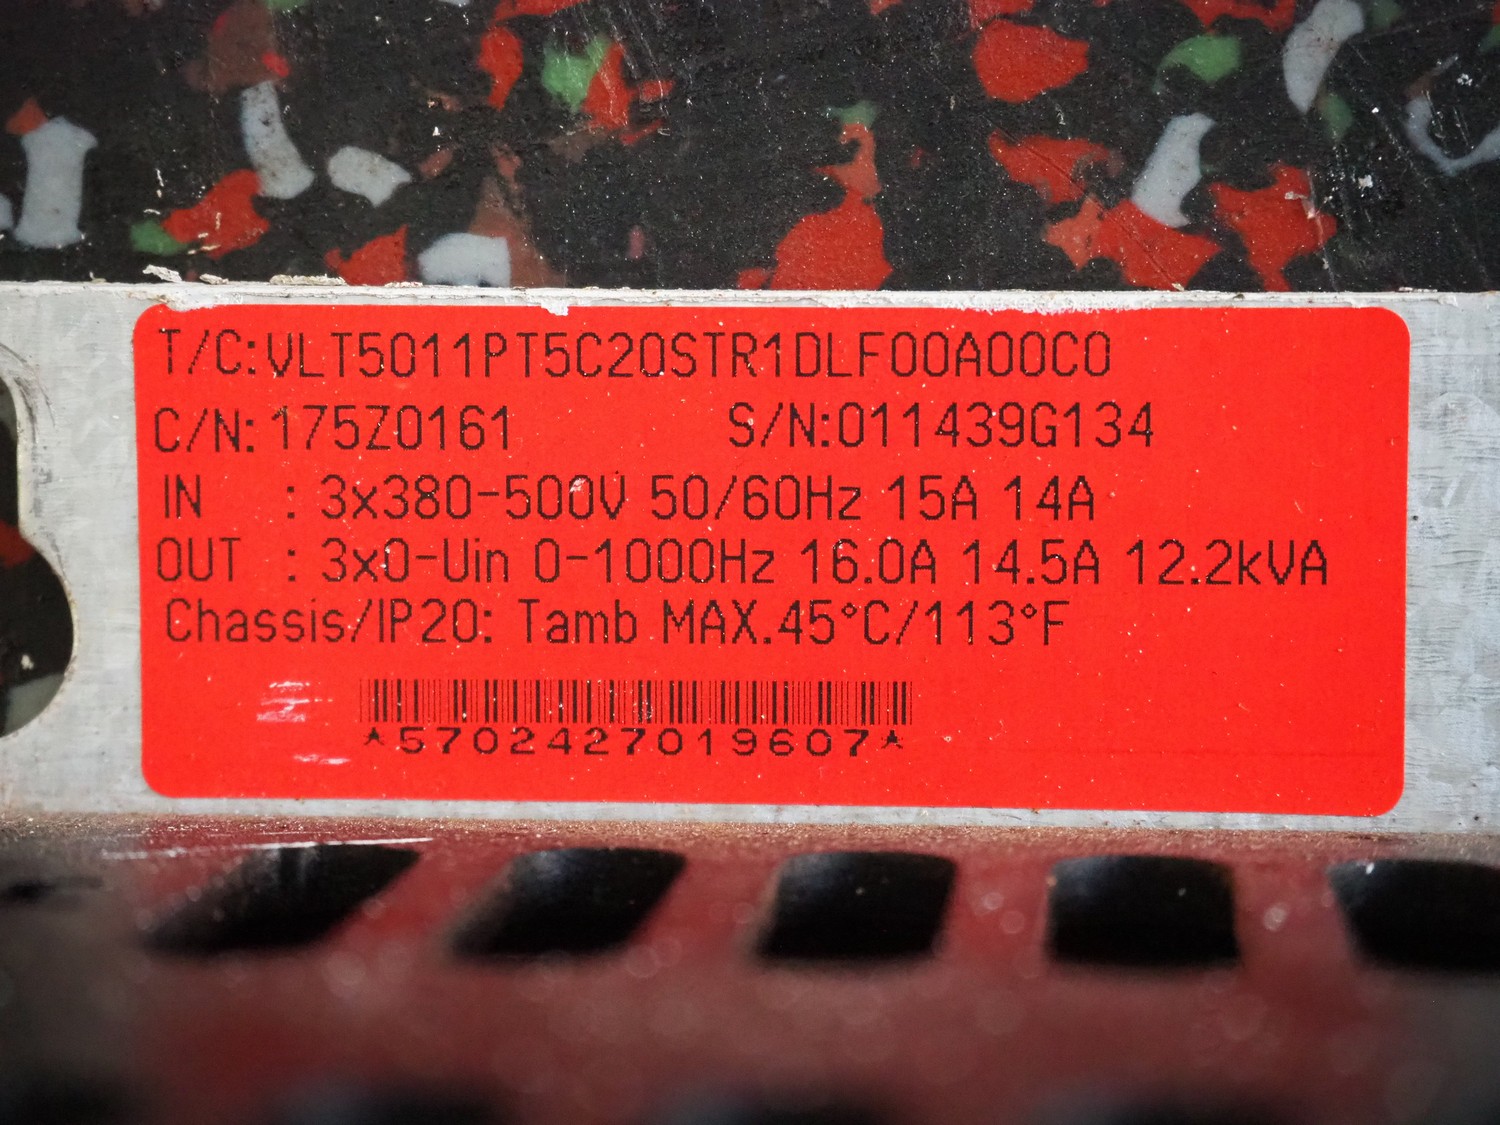 T/C:VLT5011PT5C20STR1DLF00A00C0
C/N:175Z0161 S/N:011439G134
IN : 3x380-500V 50/60Hz 15A 14A
OUT : 3x0-Uin 0-1000Hz 16.0A 14.5A 12.2kVA
Chassis/IP20: Tamb MAX.45°C/113°F
*5702427019607*